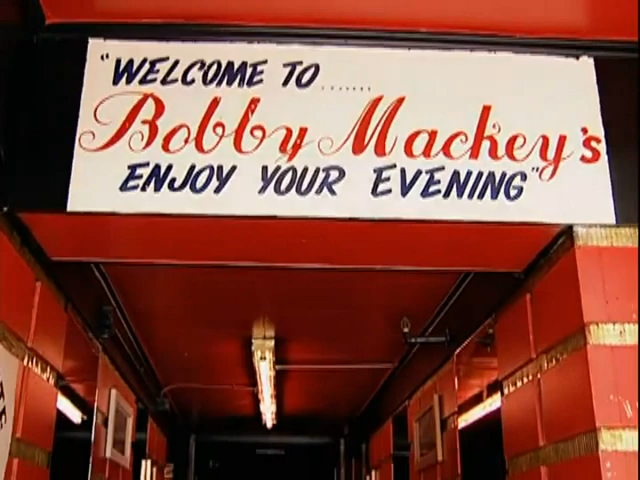 "WELCOME TO .......
Bobby Mackey's
ENJOY YOUR EVENING"